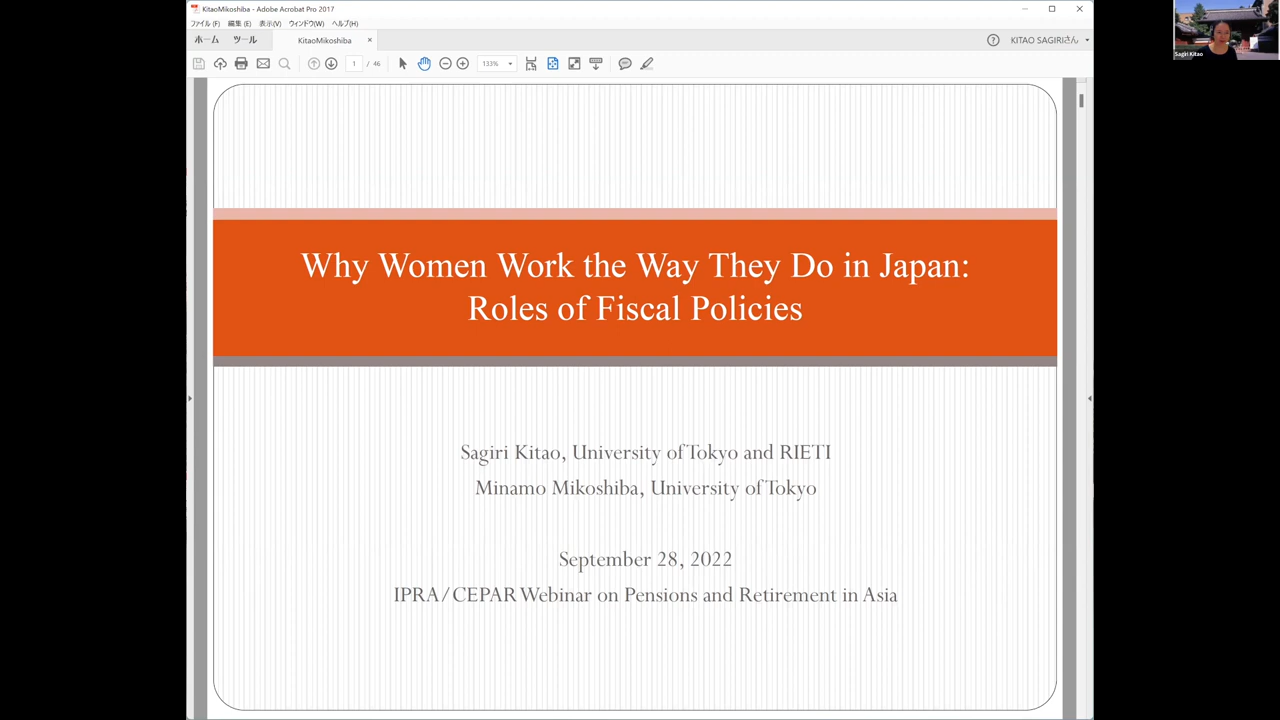 KitaoMikoshiba - Adobe Acrobat Pro 2017
ファイル(F) 編集(E) 表示(V) ウィンドウ(W) ヘルプ(H)
ホーム ツール KitaoMikoshiba × KITAO SAGIRIさん
1 / 46 133%
Sagiri Kitao
Why Women Work the Way They Do in Japan:
Roles of Fiscal Policies
Sagiri Kitao, University of Tokyo and RIETI
Minamo Mikoshiba, University of Tokyo
September 28, 2022
IPRA/CEPAR Webinar on Pensions and Retirement in Asia